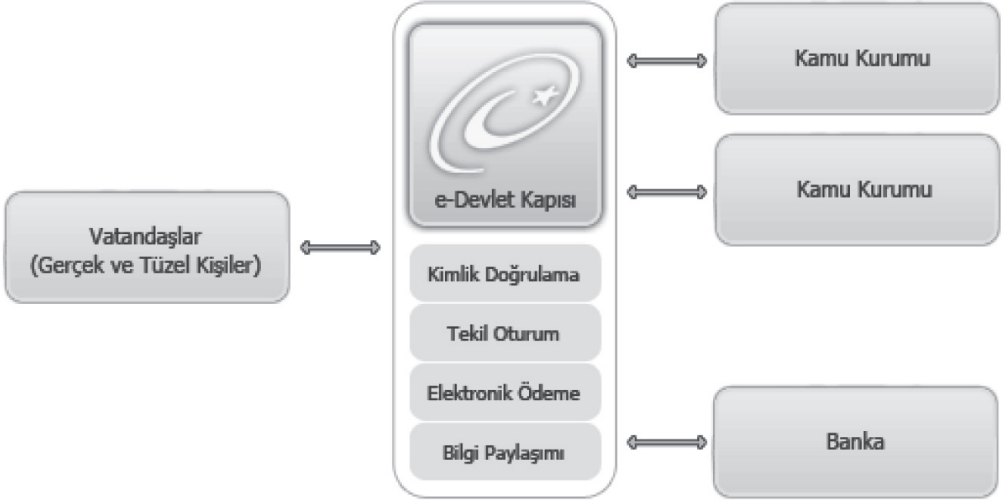 Vatandaşlar
(Gerçek ve Tüzel Kişiler)
e-Devlet Kapısı
Kimlik Doğrulama
Tekil Oturum
Elektronik Ödeme
Bilgi Paylaşımı
Kamu Kurumu
Kamu Kurumu
Banka